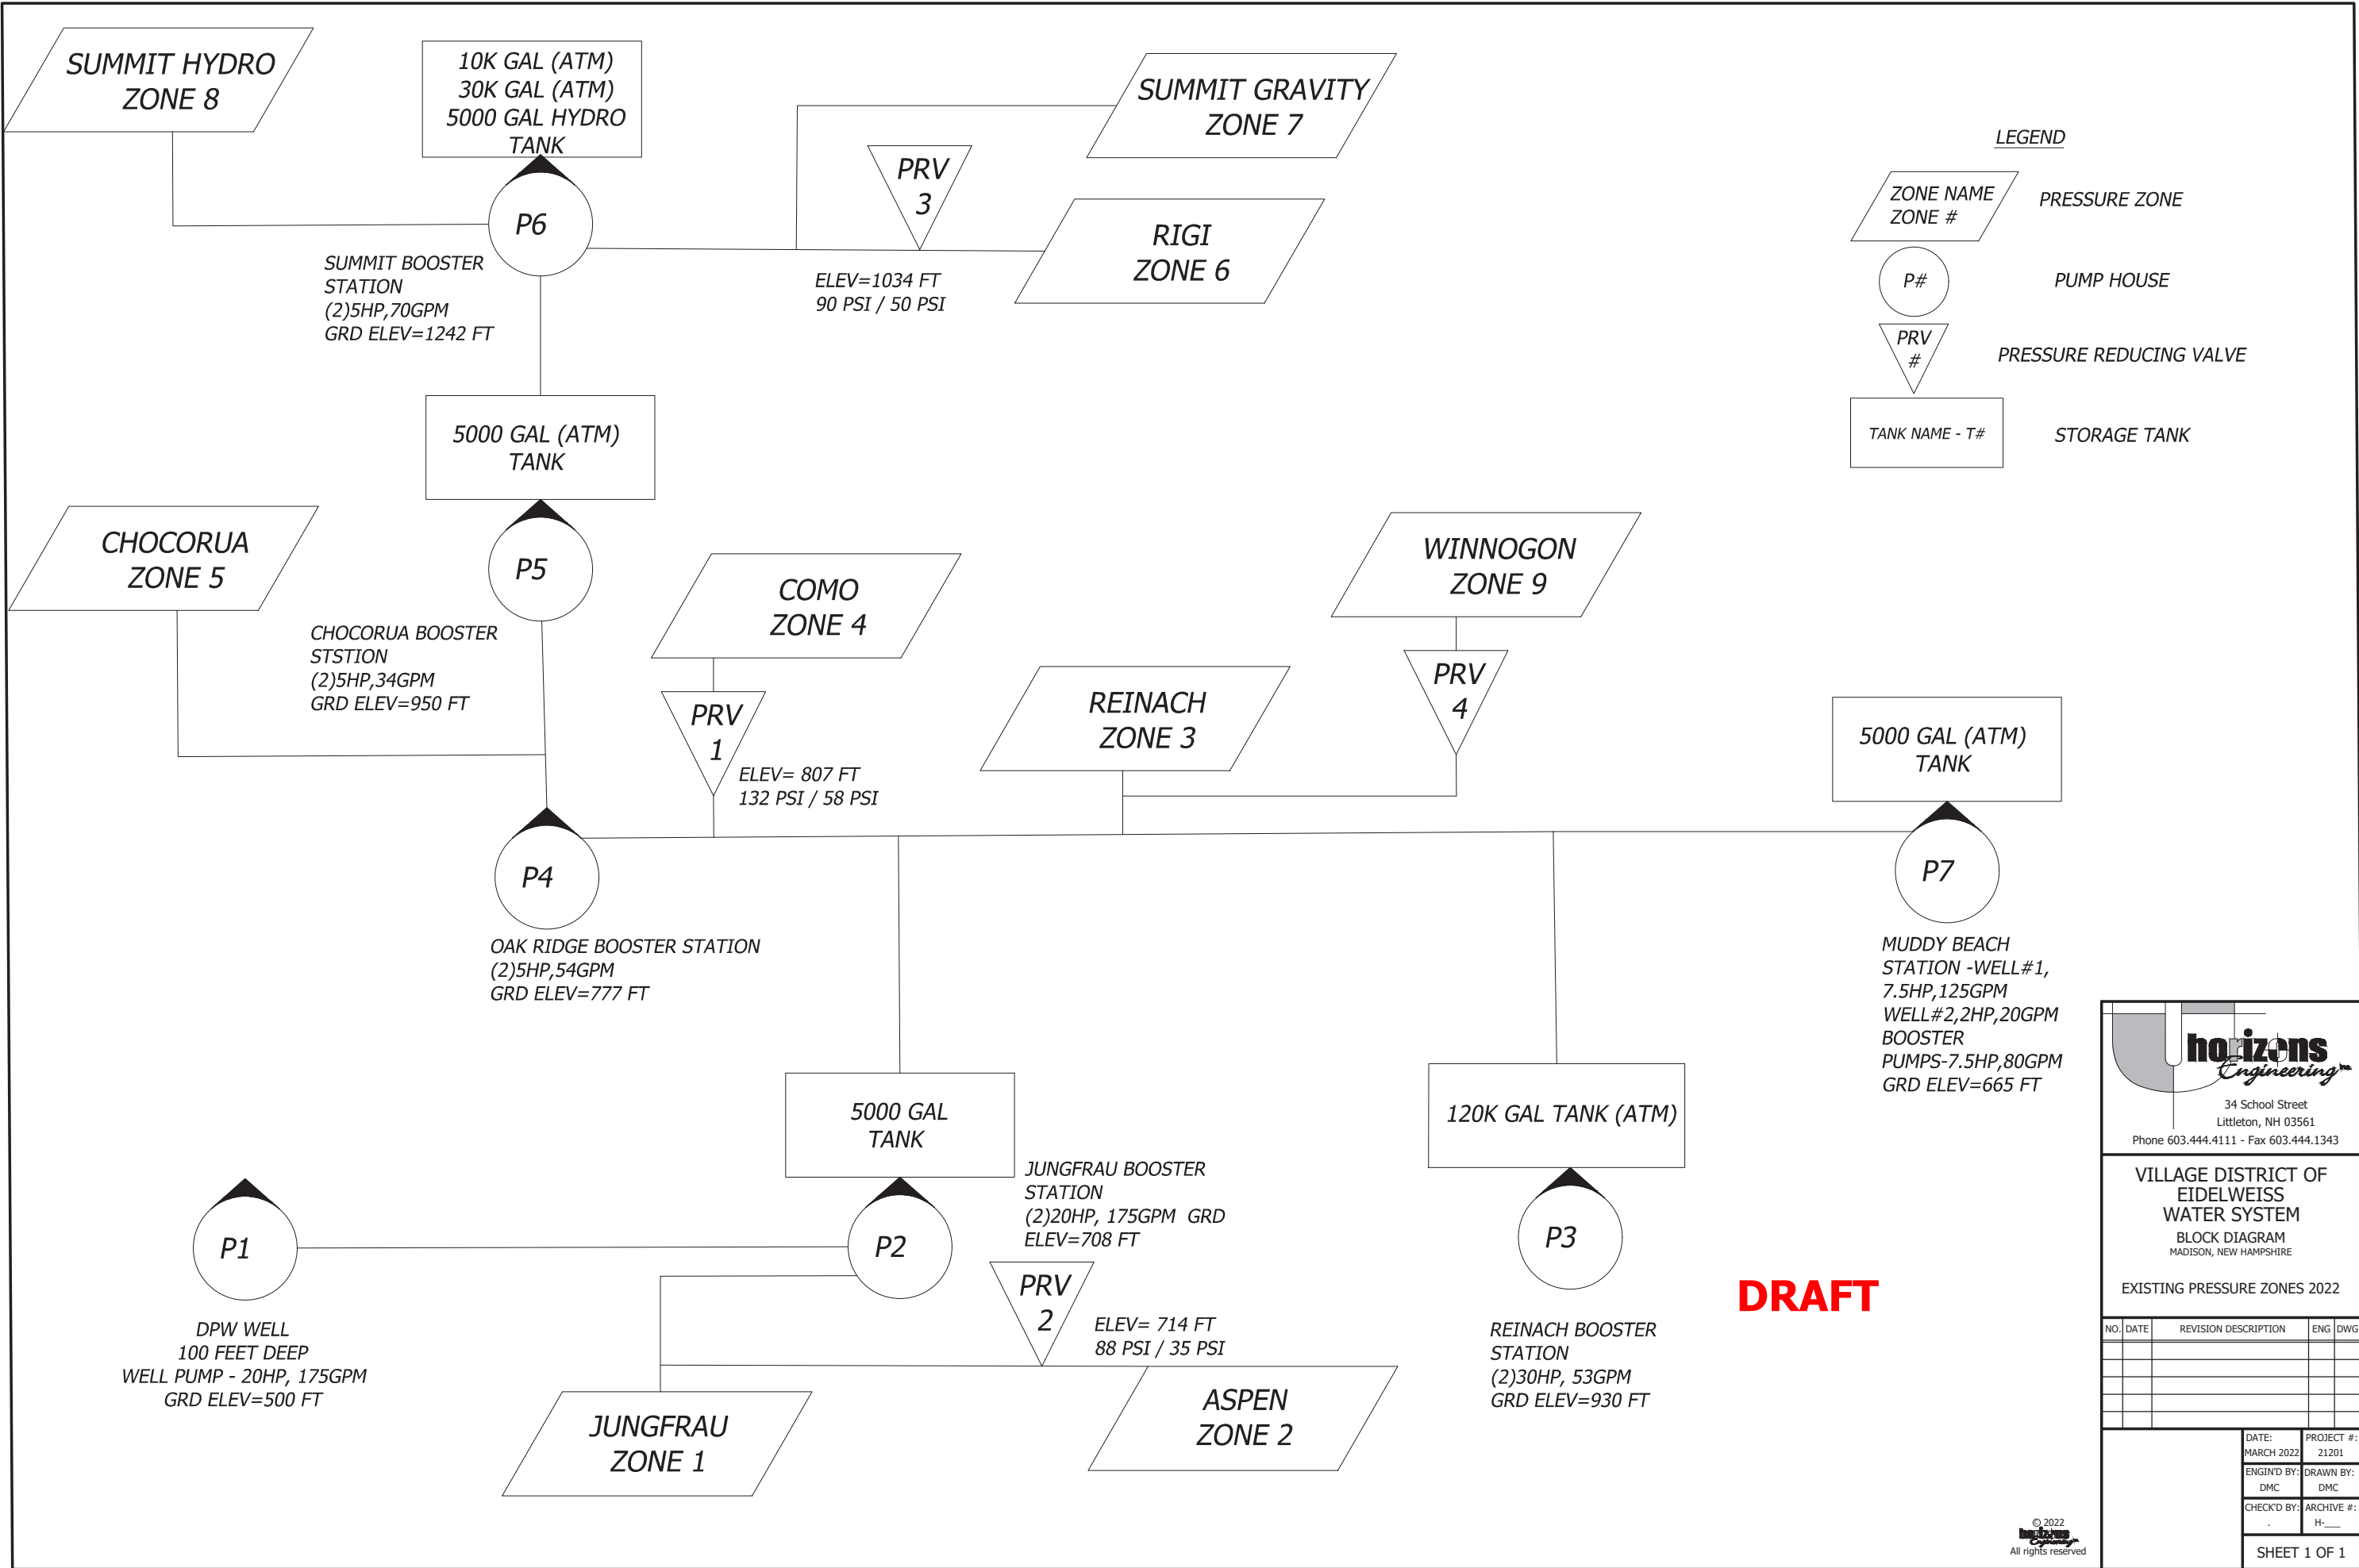 SUMMIT HYDRO
ZONE 8
10K GAL (ATM)
30K GAL (ATM)
5000 GAL HYDRO
TANK
SUMMIT GRAVITY
ZONE 7
PRV
3
RIGI
ZONE 6
P6
SUMMIT BOOSTER
STATION
(2)5HP,70GPM
GRD ELEV=1242 FT
ELEV=1034 FT
90 PSI / 50 PSI
LEGEND
ZONE NAME
ZONE #
PRESSURE ZONE
P#
PUMP HOUSE
PRV
#
PRESSURE REDUCING VALVE
TANK NAME - T#
STORAGE TANK
5000 GAL (ATM)
TANK
CHOCORUA
ZONE 5
P5
CHOCORUA BOOSTER
STSTION
(2)5HP,34GPM
GRD ELEV=950 FT
COMO
ZONE 4
PRV
1
ELEV= 807 FT
132 PSI / 58 PSI
WINNOGON
ZONE 9
PRV
4
REINACH
ZONE 3
5000 GAL (ATM)
TANK
P4
OAK RIDGE BOOSTER STATION
(2)5HP,54GPM
GRD ELEV=777 FT
P7
MUDDY BEACH
STATION -WELL#1,
7.5HP,125GPM
WELL#2,2HP,20GPM
BOOSTER
PUMPS-7.5HP,80GPM
GRD ELEV=665 FT
5000 GAL
TANK
120K GAL TANK (ATM)
P1
DPW WELL
100 FEET DEEP
WELL PUMP - 20HP, 175GPM
GRD ELEV=500 FT
P2
JUNGFRAU BOOSTER
STATION
(2)20HP, 175GPM  GRD
ELEV=708 FT
PRV
2
ELEV= 714 FT
88 PSI / 35 PSI
JUNGFRAU
ZONE 1
ASPEN
ZONE 2
P3
REINACH BOOSTER
STATION
(2)30HP, 53GPM
GRD ELEV=930 FT
DRAFT
horizons
Engineering Inc.
34 School Street
Littleton, NH 03561
Phone 603.444.4111 - Fax 603.444.1343
VILLAGE DISTRICT OF
EIDELWEISS
WATER SYSTEM
BLOCK DIAGRAM
MADISON, NEW HAMPSHIRE
EXISTING PRESSURE ZONES 2022
NO. DATE REVISION DESCRIPTION ENG DWG
DATE: PROJECT #:
MARCH 2022 21201
ENGIN'D BY: DRAWN BY:
DMC DMC
CHECK'D BY: ARCHIVE #:
. H-___
SHEET 1 OF 1
© 2022
horizons
Engineering
All rights reserved